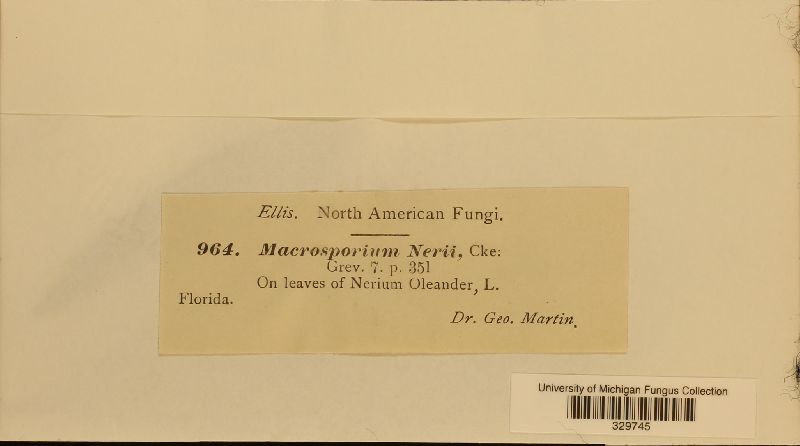 Ellis. North American Fungi.
964. Macrosporium Nerii, Cke:
Grev. 7. p. 351
On leaves of Nerium Oleander, L.
Florida.
Dr. Geo. Martin.
University of Michigan Fungus Collection
329745